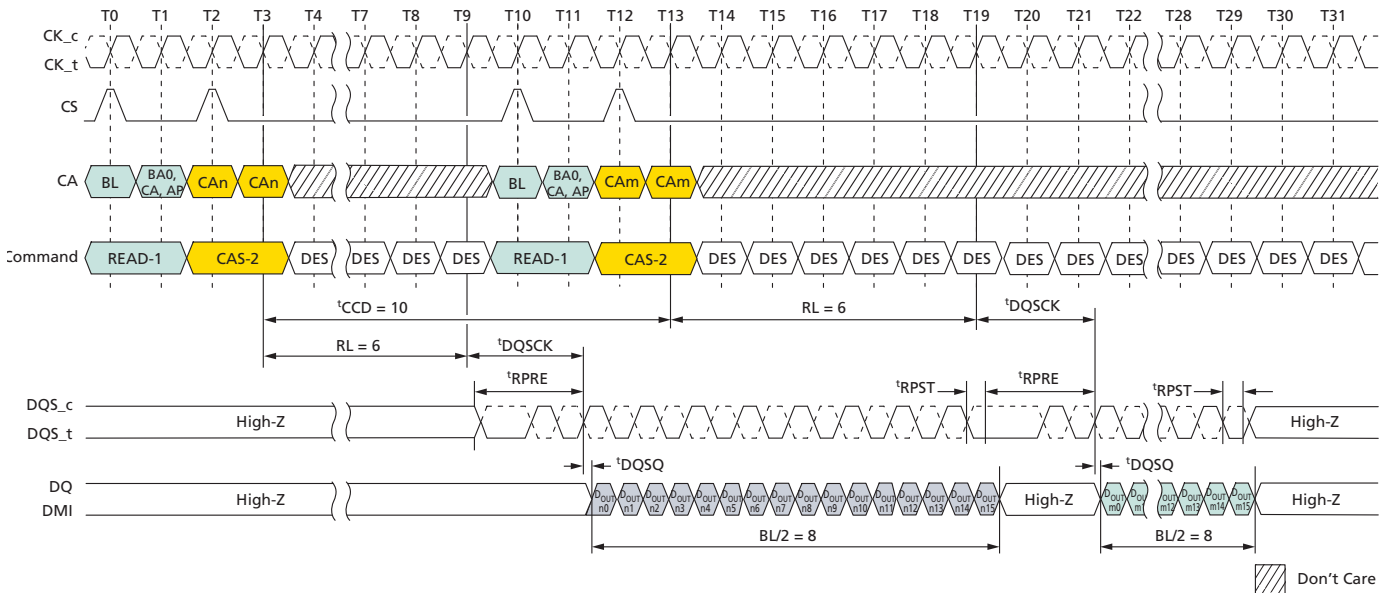 T0 T1 T2 T3 T4 T7 T8 T9 T10 T11 T12 T13 T14 T15 T16 T17 T18 T19 T20 T21 T22 T28 T29 T30 T31
CK_c
CK_t
CS
CA BL BA0, CA, AP CAn CAn BL BA0, CA, AP CAm CAm
Command READ-1 CAS-2 DES DES DES DES READ-1 CAS-2 DES DES DES DES DES DES DES DES DES DES DES DES DES
tCCD = 10 RL = 6 tDQSCK
RL = 6 tDQSCK
tRPRE tRPST tRPRE tRPST
DQS_c
DQS_t High-Z High-Z
tDQSQ tDQSQ
DQ
DMI High-Z DOUT n0 DOUT n1 DOUT n2 DOUT n3 DOUT n4 DOUT n5 DOUT n6 DOUT n7 DOUT n8 DOUT n9 DOUT n10 DOUT n11 DOUT n12 DOUT n13 DOUT n14 DOUT n15 High-Z DOUT m0 DOUT m12 DOUT m13 DOUT m14 DOUT m15 High-Z
BL/2 = 8 BL/2 = 8
Don't Care